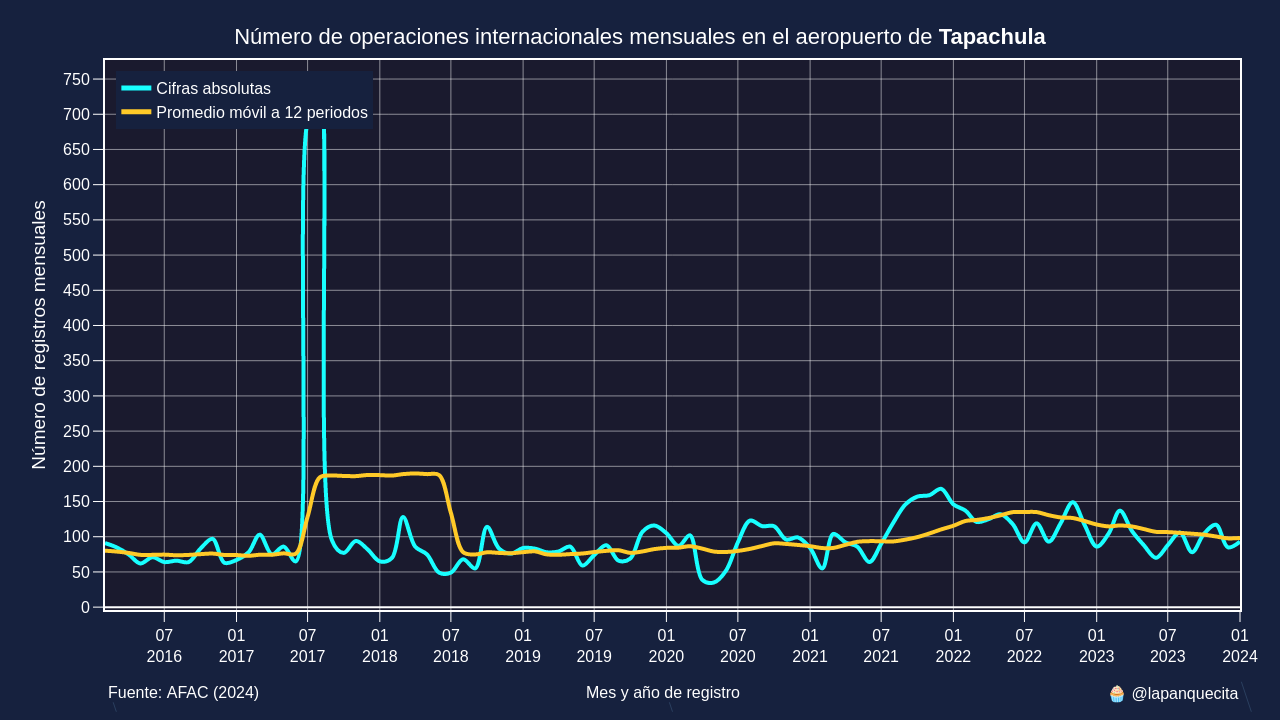 Número de operaciones internacionales mensuales en el aeropuerto de Tapachula
Cifras absolutas
Promedio móvil a 12 periodos
Número de registros mensuales
750
700
650
600
550
500
450
400
350
300
250
200
150
100
50
0
07 01 07 01 07 01 07 01 07 01 07 01 07 01 07 01
2016 2017 2017 2018 2018 2019 2019 2020 2020 2021 2021 2022 2022 2023 2023 2024
Fuente: AFAC (2024)
Mes y año de registro
🧁 @lapanquecita